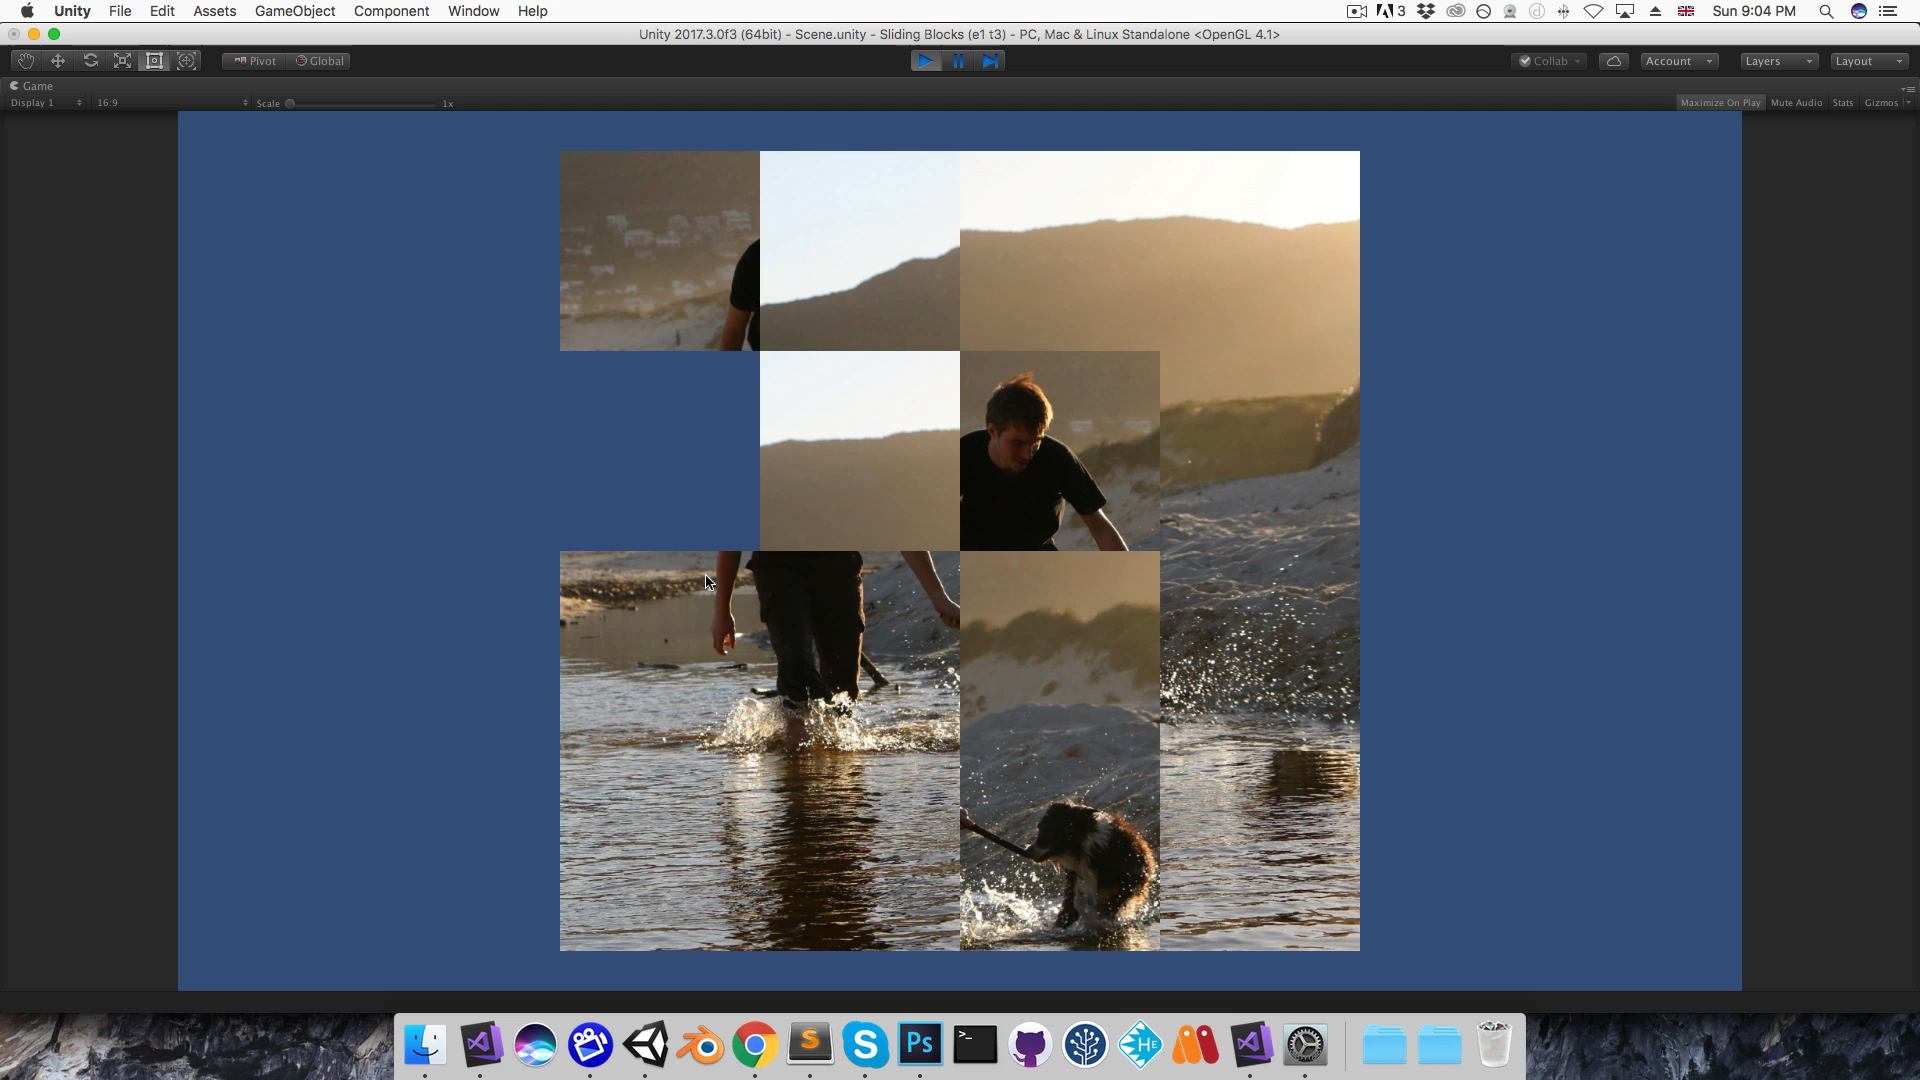 Unity File Edit Assets GameObject Component Window Help 3 Sun 9:04 PM
Unity 2017.3.0f3 (64bit) - Scene.unity - Sliding Blocks (e1 t3) - PC, Mac & Linux Standalone <OpenGL 4.1>
Pivot Global Collab Account Layers Layout
Game
Display 1 16:9 Scale 1x Maximize On Play Mute Audio Stats Gizmos
S S Ps >_ HE